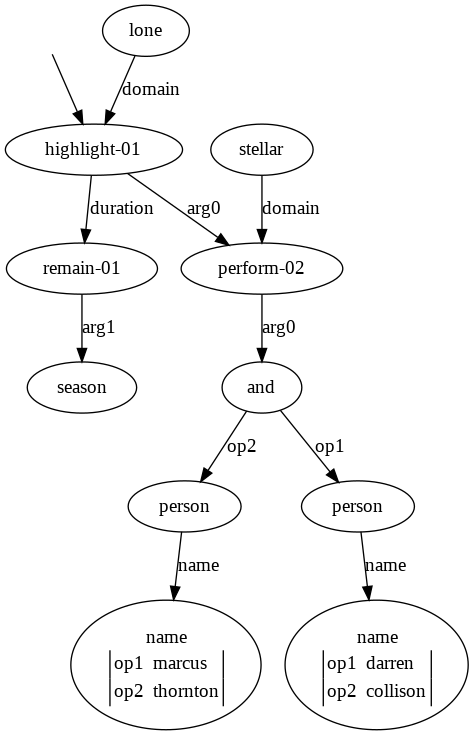 lone
domain
highlight-01
stellar
duration
arg0
domain
remain-01
perform-02
arg1
arg0
season
and
op2
op1
person
person
name
name
name
op1 marcus
op2 thornton
name
op1 darren
op2 collison